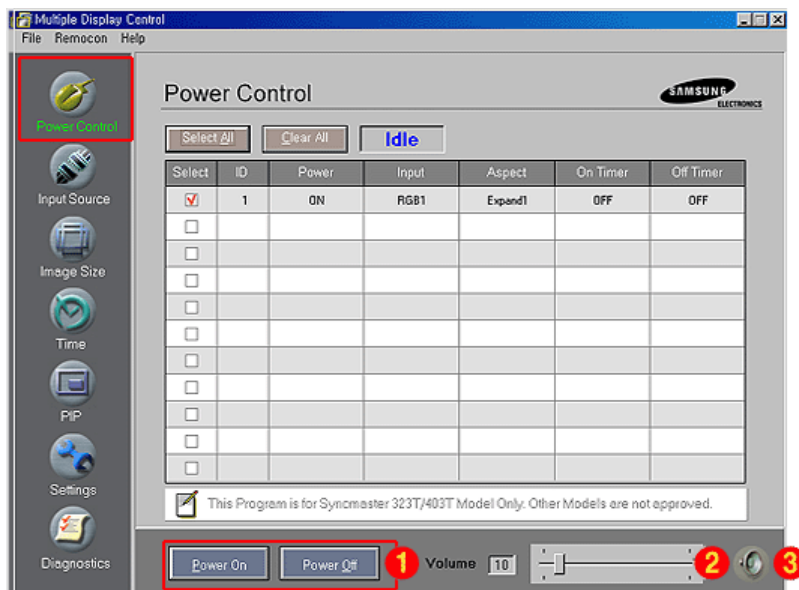 Multiple Display Control
File Remocon Help
Power Control
Input Source
Image Size
Time
PIP
Settings
Diagnostics
Power Control
SAMSUNG
ELECTRONICS
Select All Clear All Idle
Select ID Power Input Aspect On Timer Off Timer
1 ON RGB1 Expand1 OFF OFF
This Program is for Syncmaster 323T/403T Model Only. Other Models are not approved.
Power On Power Off 1 Volume 10 2 3